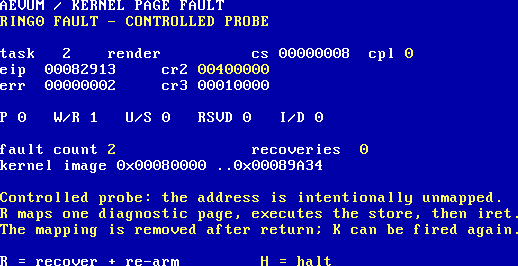 AEVUM / KERNEL PAGE FAULT
RING0 FAULT - CONTROLLED PROBE
task 2 render cs 00000008 cpl 0
eip 00082913 cr2 00400000
err 00000002 cr3 00010000
P 0 W/R 1 U/S 0 RSVD 0 I/D 0
fault count 2 recoveries 0
kernel image 0x00080000 ..0x00089A34
Controlled probe: the address is intentionally unmapped.
R maps one diagnostic page, executes the store, then iret.
The mapping is removed after return; K can be fired again.
R = recover + re-arm H = halt